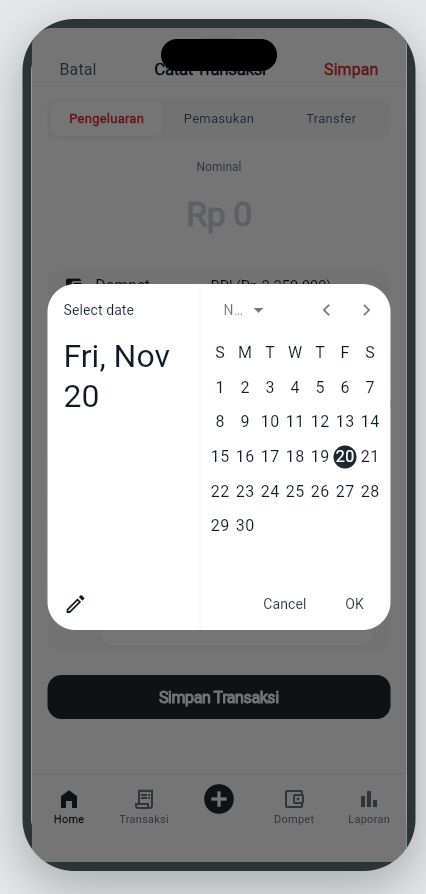 Batal Catat Transaksi Simpan
Pengeluaran Pemasukan Transfer
Nominal
Rp 0
Select date
N...
Fri, Nov
20
S M T W T F S
1 2 3 4 5 6 7
8 9 10 11 12 13 14
15 16 17 18 19 20 21
22 23 24 25 26 27 28
29 30
Cancel OK
Simpan Transaksi
Home Transaksi Dompet Laporan